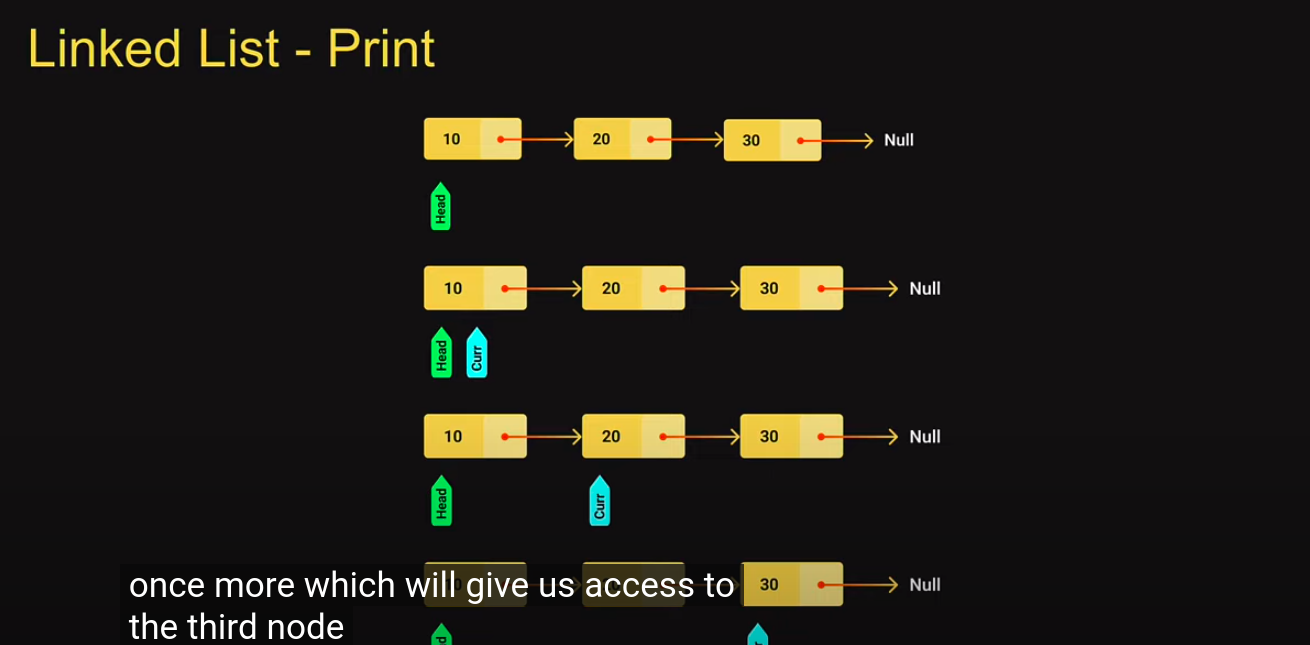 Linked List - Print
10 20 30 Null
Head
10 20 30 Null
Head Curr
10 20 30 Null
Head Curr
30 Null
once more which will give us access to
the third node